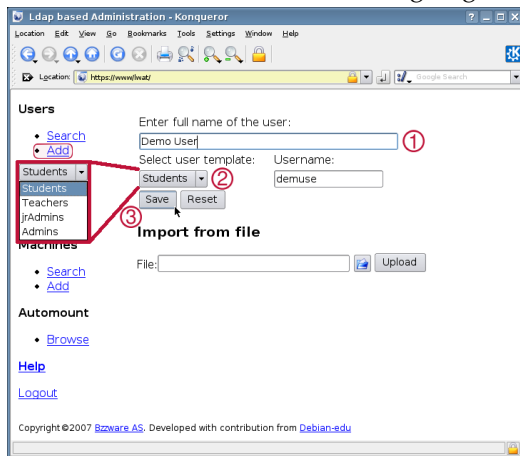 Ldap based Administration - Konqueror
Location Edit View Go Bookmarks Tools Settings Window Help
Location: https://www/lwat/ Google Search
Users
Search
Add
Enter full name of the user:
Demo User
①
Select user template: Username:
Students ② demuse
③ Save Reset
Students
Students
Teachers
jrAdmins
Admins
Import from file
File: Upload
Machines
Search
Add
Automount
Browse
Help
Logout
Copyright ©2007 Bzzware AS. Developed with contribution from Debian-edu